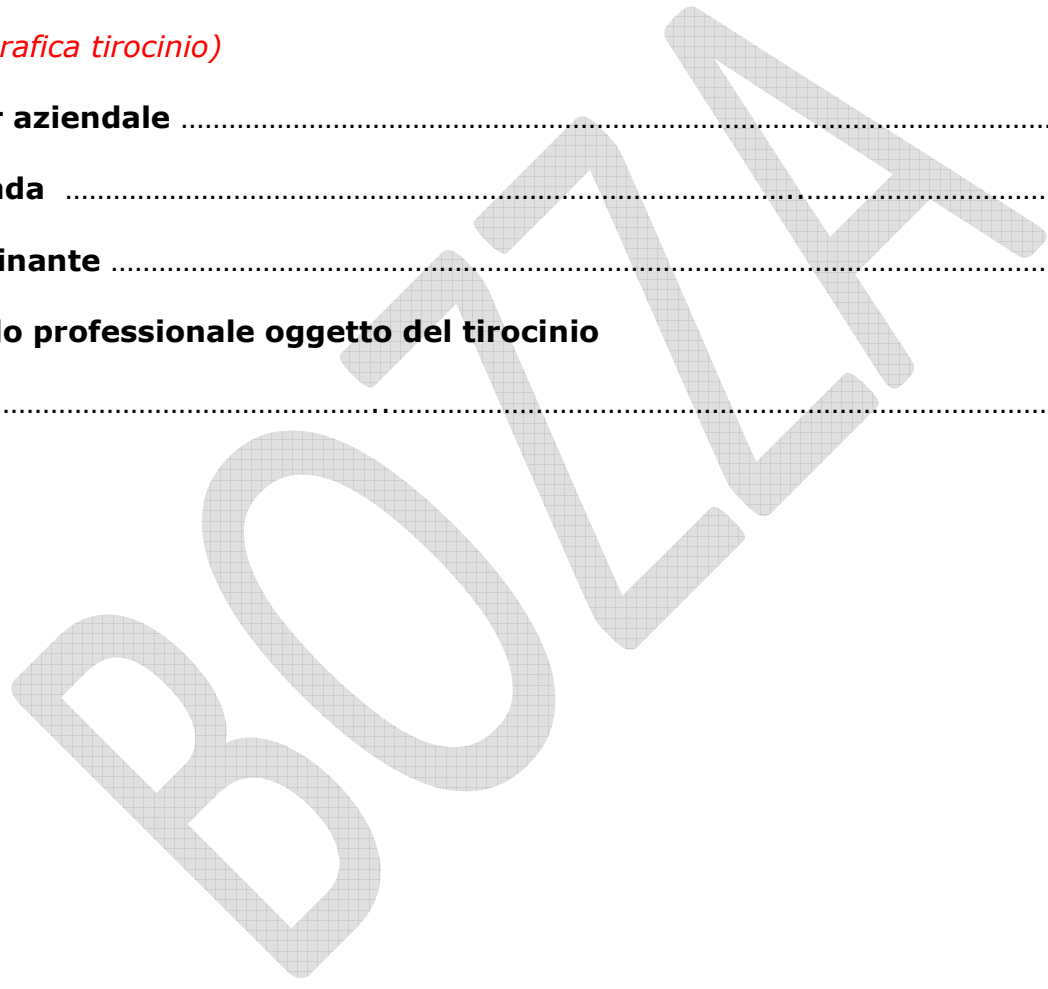 rafica tirocinio)
r aziendale ..........................................................................................................
nda ..........................................................................................................
inante ..........................................................................................................
lo professionale oggetto del tirocinio
..........................................................................................................
BOZZA